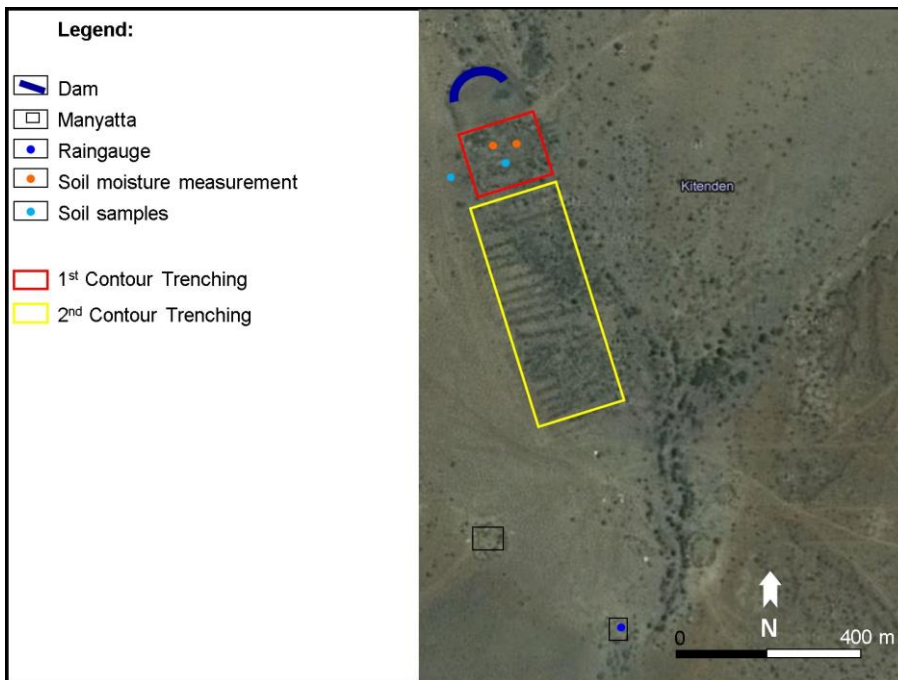 Legend:
Dam
Manyatta
Raingauge
Soil moisture measurement
Soil samples
1st Contour Trenching
2nd Contour Trenching
Kitenden
N
0 400 m